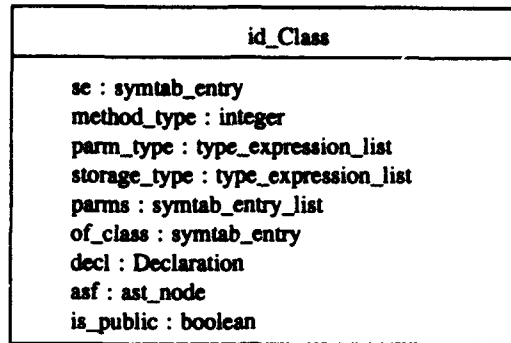 id_Class
se : symtab_entry
method_type : integer
parm_type : type_expression_list
storage_type : type_expression_list
parms : symtab_entry_list
of_class : symtab_entry
decl : Declaration
asf : ast_node
is_public : boolean